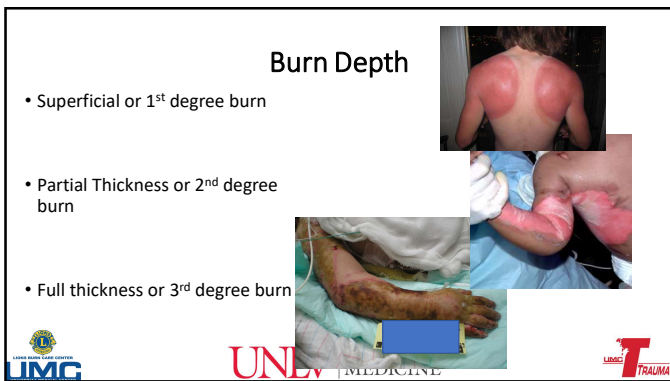 Burn Depth
• Superficial or 1st degree burn
• Partial Thickness or 2nd degree
burn
• Full thickness or 3rd degree burn
LIONS BURN CARE CENTER
UMC
UNLV | MEDICINE
UMC
TRAUMA